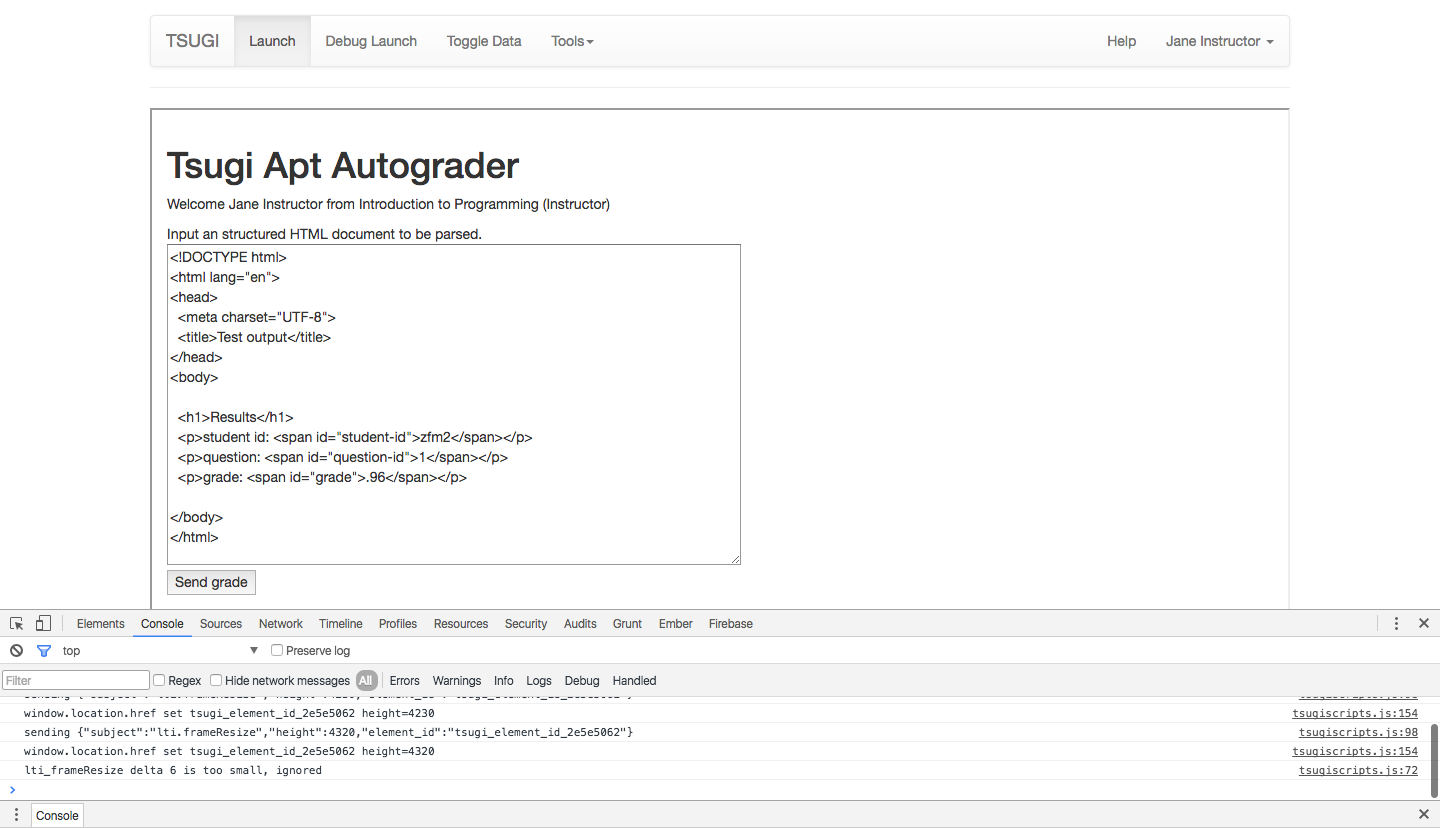 TSUGI Launch Debug Launch Toggle Data Tools Help Jane Instructor
Tsugi Apt Autograder
Welcome Jane Instructor from Introduction to Programming (Instructor)
Input an structured HTML document to be parsed.
<!DOCTYPE html>
<html lang="en">
<head>
<meta charset="UTF-8">
<title>Test output</title>
</head>
<body>
<h1>Results</h1>
<p>student id: <span id="student-id">zfm2</span></p>
<p>question: <span id="question-id">1</span></p>
<p>grade: <span id="grade">.96</span></p>
</body>
</html>
Send grade
Elements Console Sources Network Timeline Profiles Resources Security Audits Grunt Ember Firebase
top Preserve log
Filter Regex Hide network messages All Errors Warnings Info Logs Debug Handled
window.location.href set tsugi_element_id_2e5e5062 height=4230 tsugiscripts.js:154
sending {"subject":"lti.frameResize","height":4320,"element_id":"tsugi_element_id_2e5e5062"} tsugiscripts.js:98
window.location.href set tsugi_element_id_2e5e5062 height=4320 tsugiscripts.js:154
lti_frameResize delta 6 is too small, ignored tsugiscripts.js:72
Console